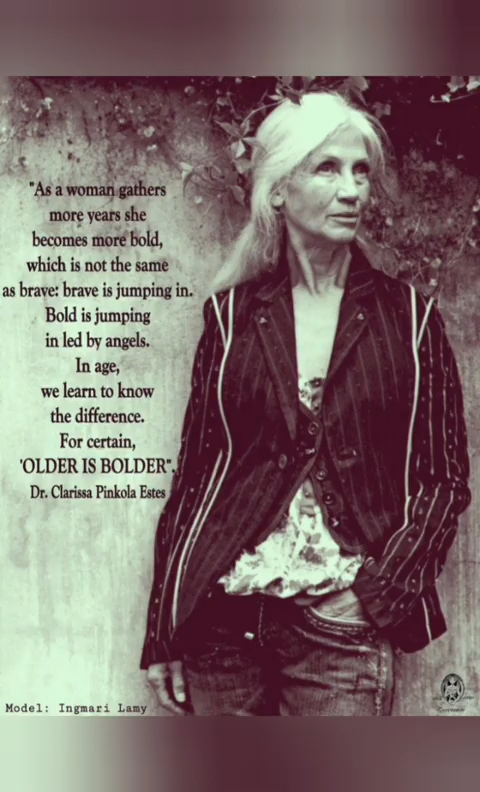 "As a woman gathers
more years she
becomes more bold,
which is not the same
as brave: brave is jumping in.
Bold is jumping
in led by angels.
In age,
we learn to know
the difference.
For certain,
'OLDER IS BOLDER".
Dr. Clarissa Pinkola Estes
Model: Ingmari Lamy